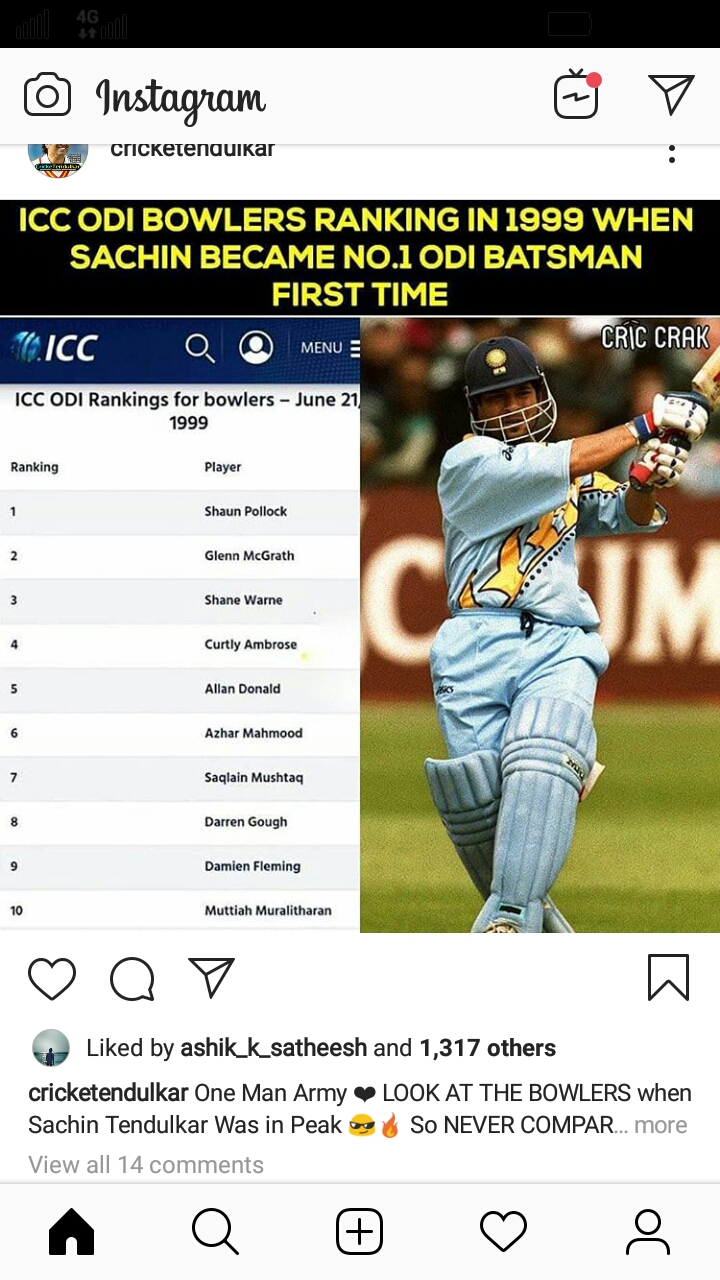 4G
Instagram
cricketendulkar
ICC ODI BOWLERS RANKING IN 1999 WHEN
SACHIN BECAME NO.1 ODI BATSMAN
FIRST TIME
ICC
MENU
ICC ODI Rankings for bowlers – June 21,
1999
Ranking Player
1 Shaun Pollock
2 Glenn McGrath
3 Shane Warne
4 Curtly Ambrose
5 Allan Donald
6 Azhar Mahmood
7 Saqlain Mushtaq
8 Darren Gough
9 Damien Fleming
10 Muttiah Muralitharan
CRIC CRAK
asics
C
UM
Liked by ashik_k_satheesh and 1,317 others
cricketendulkar One Man Army ❤ LOOK AT THE BOWLERS when
Sachin Tendulkar Was in Peak 😎🔥 So NEVER COMPAR... more
View all 14 comments